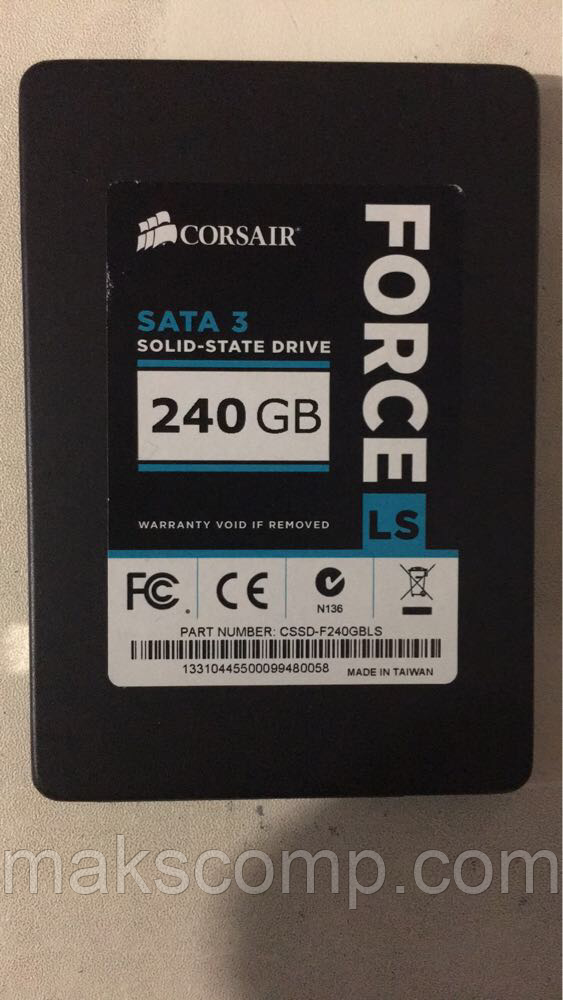 CORSAIR
FORCE LS
SATA 3
SOLID-STATE DRIVE
240 GB
WARRANTY VOID IF REMOVED
FC CE
N136
PART NUMBER: CSSD-F240GBLS
13310445500099480058
MADE IN TAIWAN
makscomp.com